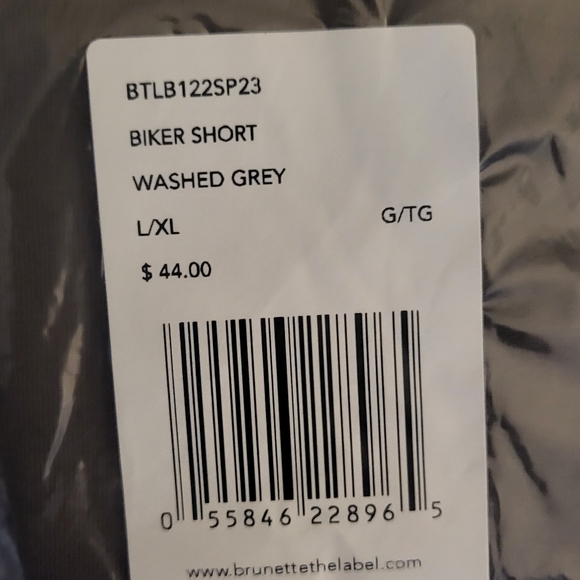 BTLB122SP23
BIKER SHORT
WASHED GREY
L/XL G/TG
$ 44.00
0 55846 22896 5
www.brunettethelabel.com